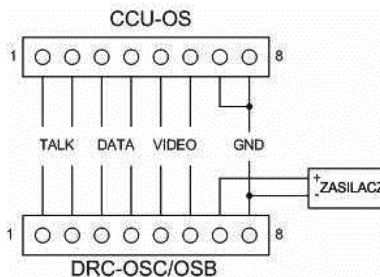 CCU-OS
1 8
TALK DATA VIDEO GND
+
ZASILACZ
-
1 8
DRC-OSC/OSB